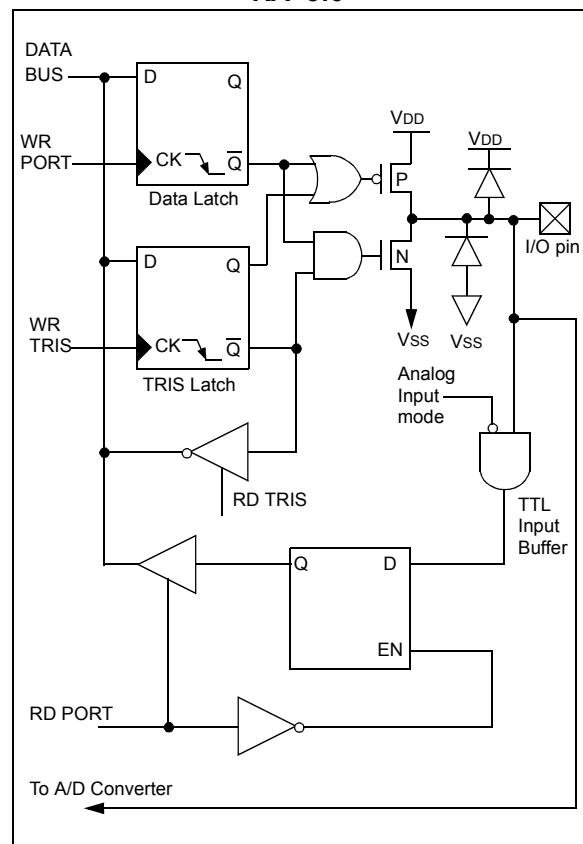 DATA
BUS
D
Q
VDD
VDD
WR
PORT
CK
Q
P
Data Latch
I/O pin
D
Q
N
WR
TRIS
CK
Q
VSS
VSS
TRIS Latch
Analog
Input
mode
RD TRIS
TTL
Input
Buffer
Q
D
EN
RD PORT
To A/D Converter